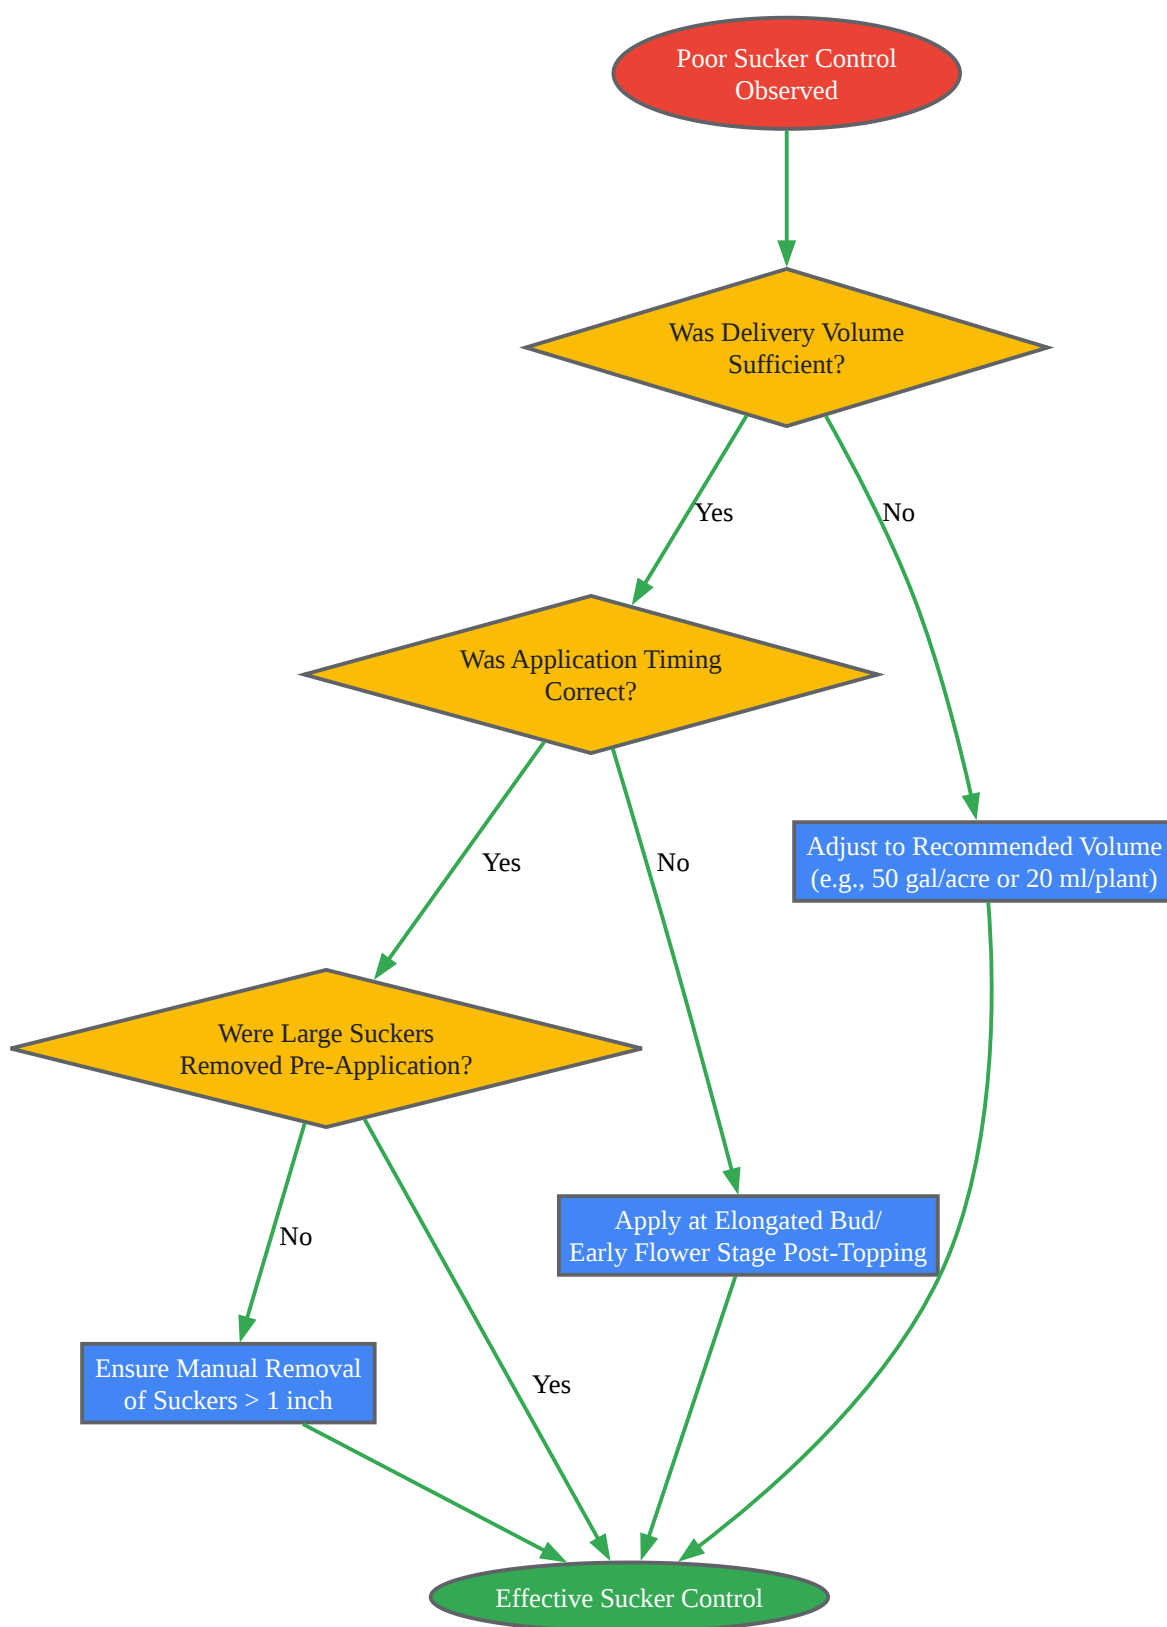 Poor Sucker Control
Observed
Was Delivery Volume
Sufficient?
Yes
No
Was Application Timing
Correct?
Adjust to Recommended Volume
(e.g., 50 gal/acre or 20 ml/plant)
Yes
No
Were Large Suckers
Removed Pre-Application?
Apply at Elongated Bud/
Early Flower Stage Post-Topping
No
Ensure Manual Removal
of Suckers > 1 inch
Yes
Effective Sucker Control